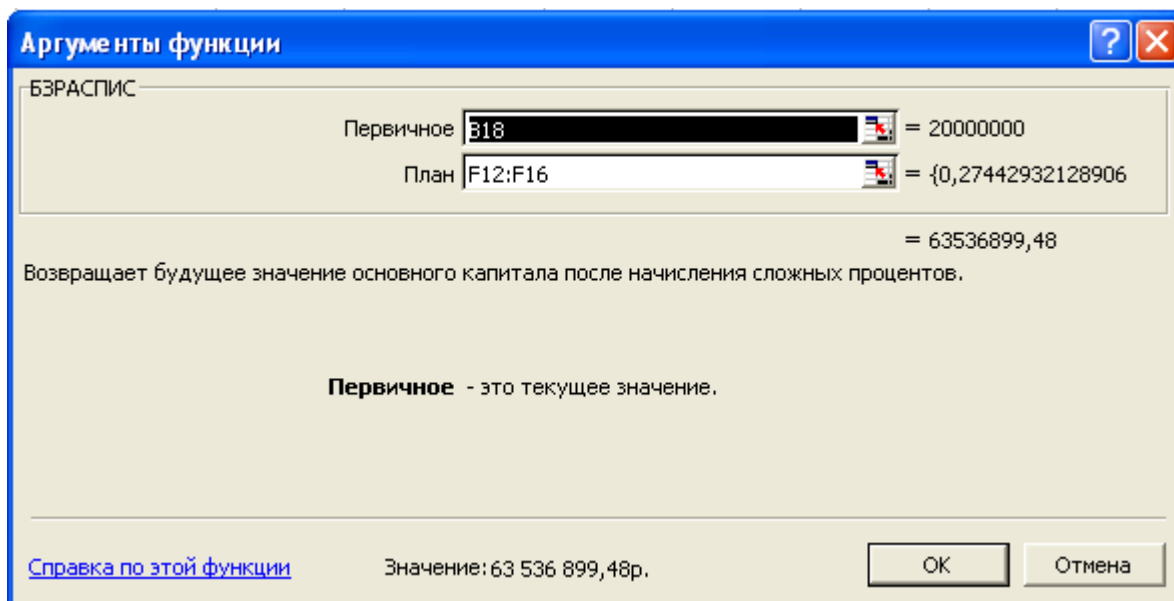 Аргументы функции
БЗРАСПИС
Первичное B18 = 20000000
План F12:F16 = {0,27442932128906
= 63536899,48
Возвращает будущее значение основного капитала после начисления сложных процентов.
Первичное - это текущее значение.
Справка по этой функции Значение: 63 536 899,48р. ОК Отмена